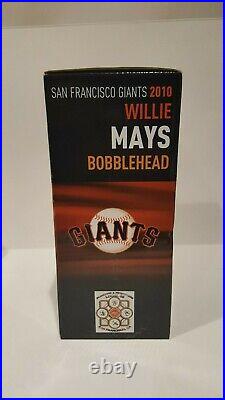 SAN FRANCISCO GIANTS 2010
WILLIE
MAYS
BOBBLEHEAD
GIANTS